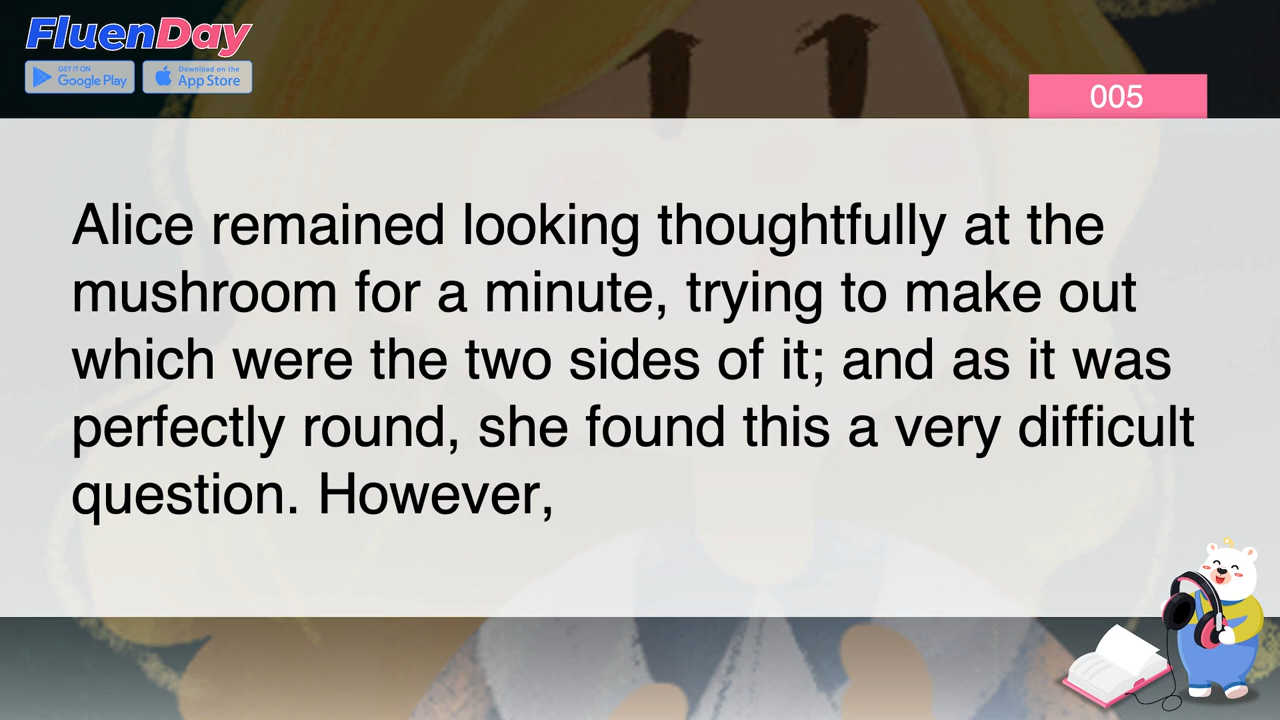 FluenDay
GET IT ON
Google Play
Download on the
App Store
005
Alice remained looking thoughtfully at the
mushroom for a minute, trying to make out
which were the two sides of it; and as it was
perfectly round, she found this a very difficult
question. However,